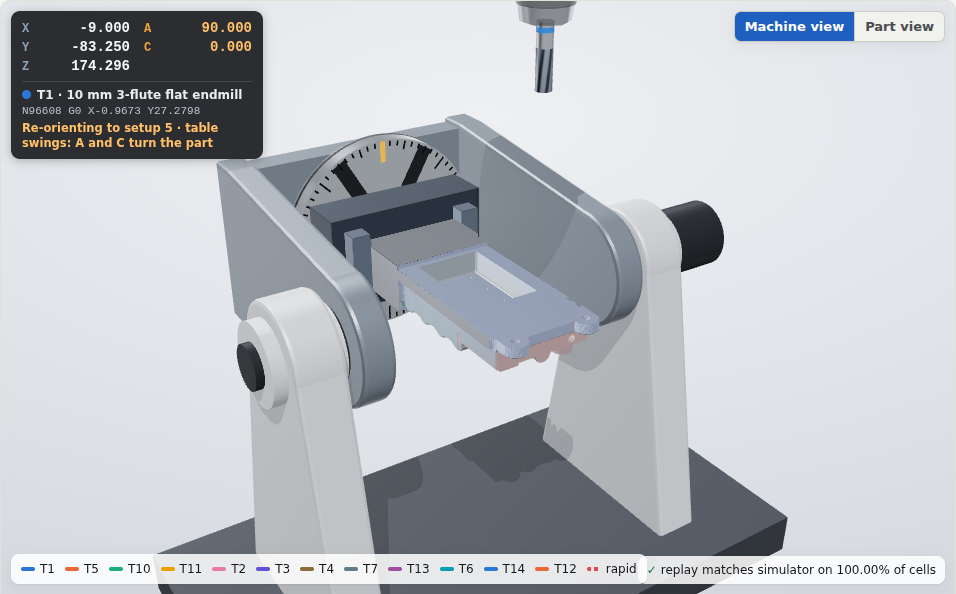 X -9.000 A 90.000
Y -83.250 C 0.000
Z 174.296
T1 · 10 mm 3-flute flat endmill
N96608 G0 X-0.9673 Y27.2798
Re-orienting to setup 5 · table
swings: A and C turn the part
Machine view Part view
T1 T5 T10 T11 T2 T3 T4 T7 T13 T6 T14 T12 rapid
✓ replay matches simulator on 100.00% of cells